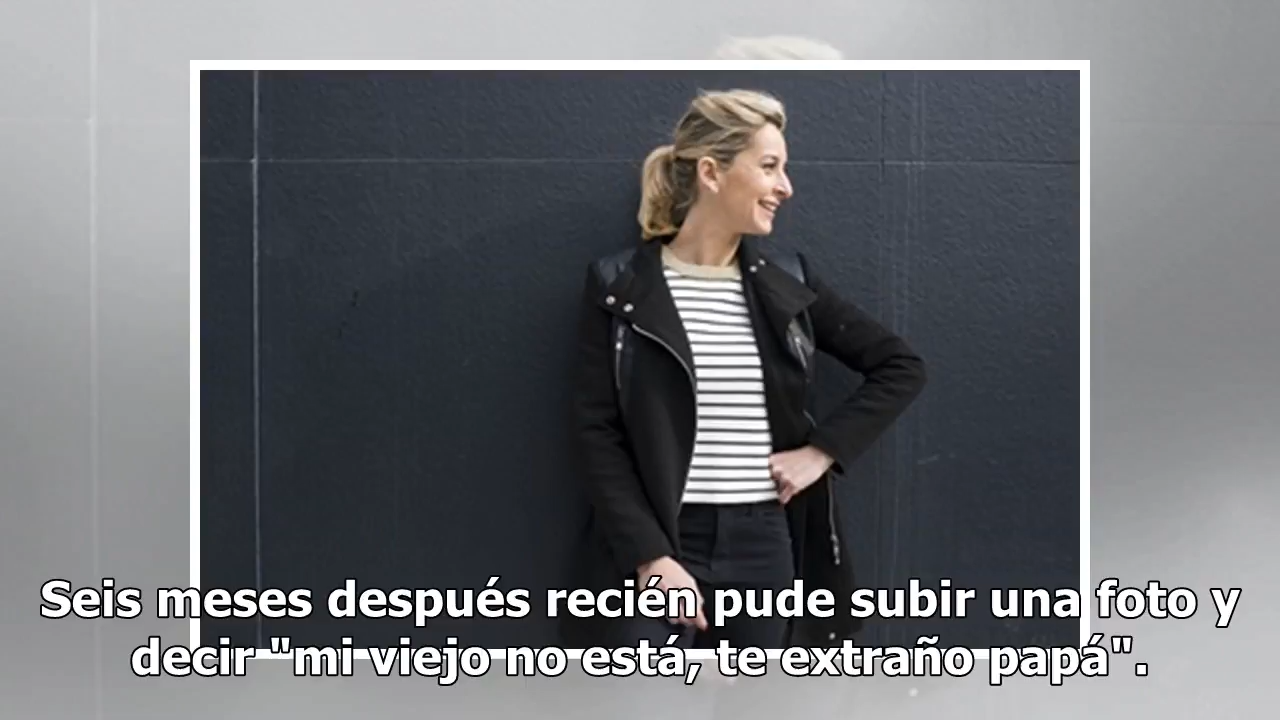 Seis meses después recién pude subir una foto y
decir "mi viejo no está, te extraño papá".